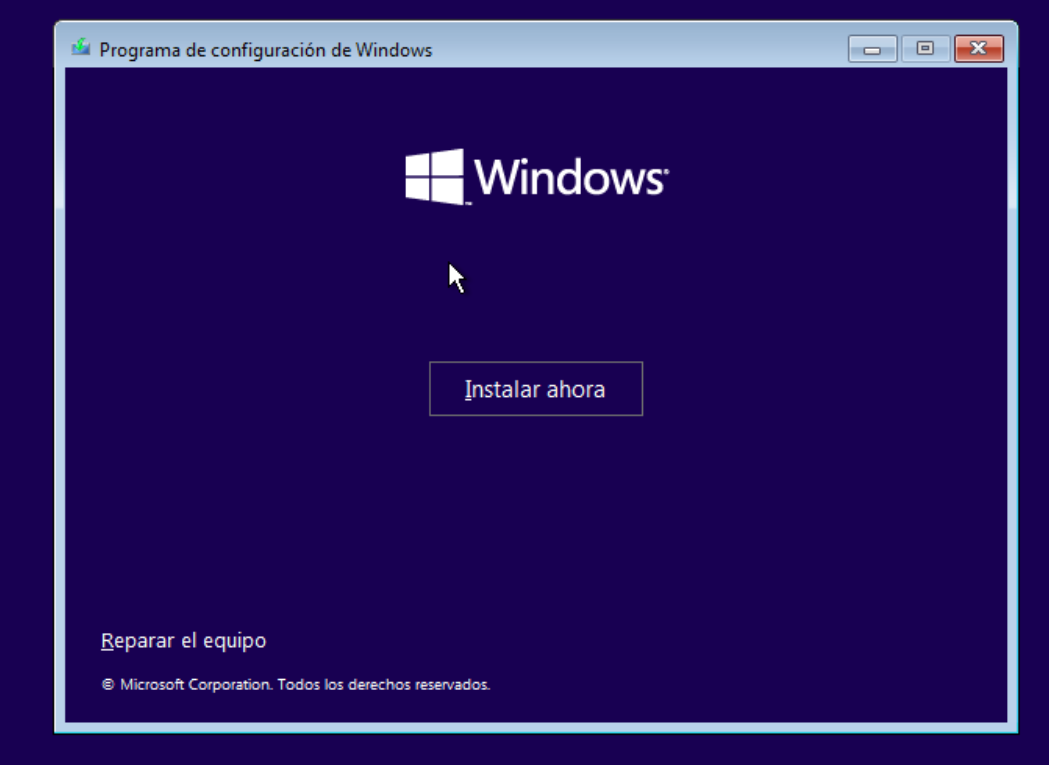 Programa de configuración de Windows
Windows
Instalar ahora
Reparar el equipo
© Microsoft Corporation. Todos los derechos reservados.